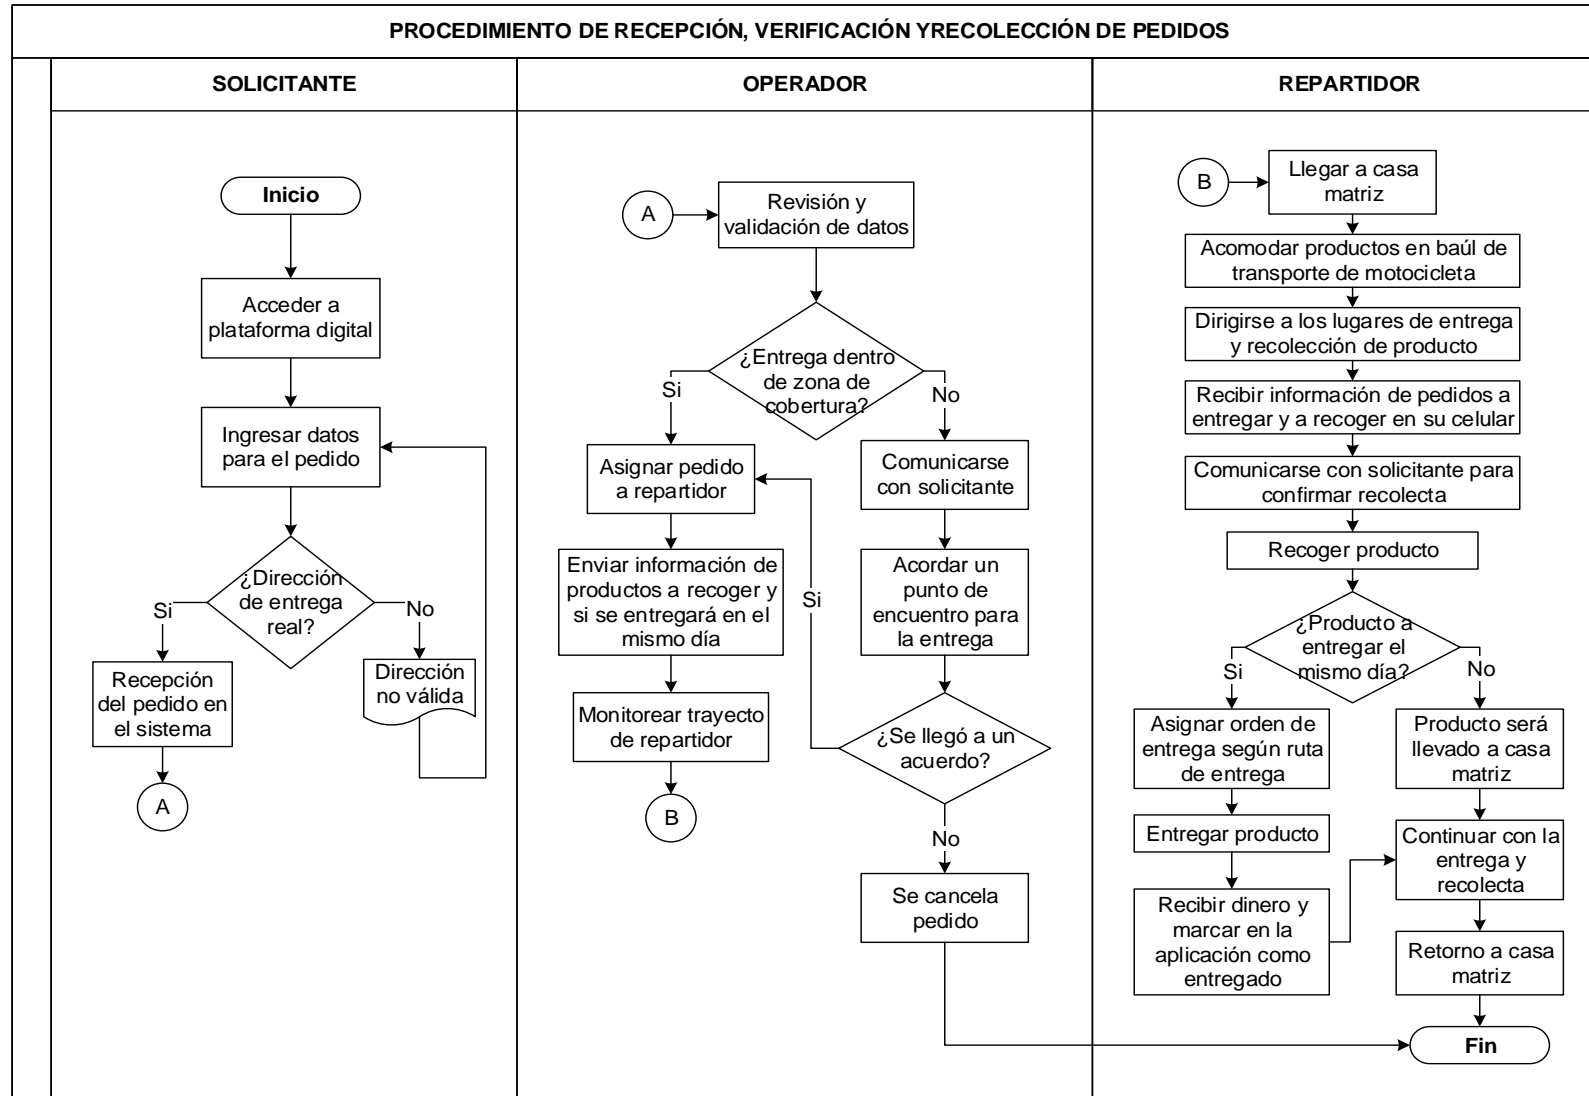 PROCEDIMIENTO DE RECEPCIÓN, VERIFICACIÓN YRECOLECCIÓN DE PEDIDOS
SOLICITANTE
OPERADOR
REPARTIDOR
Inicio
Acceder a
plataforma digital
Ingresar datos
para el pedido
¿Dirección
de entrega
real?
Si
No
Recepción
del pedido en
el sistema
Dirección
no válida
A
A
Revisión y
validación de datos
¿Entrega dentro
de zona de
cobertura?
Si
No
Asignar pedido
a repartidor
Comunicarse
con solicitante
Enviar información de
productos a recoger y
si se entregará en el
mismo día
Acordar un
punto de
encuentro para
la entrega
Si
Monitorear trayecto
de repartidor
¿Se llegó a un
acuerdo?
B
No
Se cancela
pedido
B
Llegar a casa
matriz
Acomodar productos en baúl de
transporte de motocicleta
Dirigirse a los lugares de entrega
y recolección de producto
Recibir información de pedidos a
entregar y a recoger en su celular
Comunicarse con solicitante para
confirmar recolecta
Recoger producto
¿Producto a
entregar el
mismo día?
Si
No
Asignar orden de
entrega según ruta
de entrega
Producto será
llevado a casa
matriz
Entregar producto
Continuar con la
entrega y
recolecta
Recibir dinero y
marcar en la
aplicación como
entregado
Retorno a casa
matriz
Fin